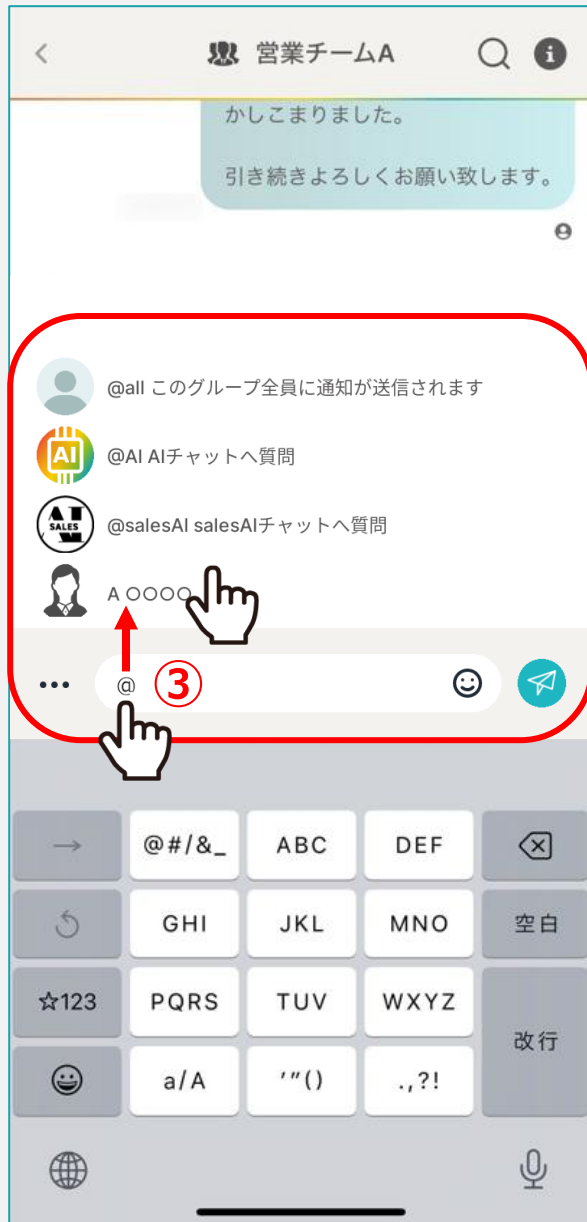 営業チームA
かしこまりました。
引き続きよろしくお願い致します。
@all このグループ全員に通知が送信されます
AI
@AI AIチャットへ質問
AI
SALES
@salesAI salesAIチャットへ質問
A ○○○○
@ ③
→ @#/&_ ABC DEF
GHI JKL MNO 空白
☆123 PQRS TUV WXYZ
改行
a/A '"() .,?!